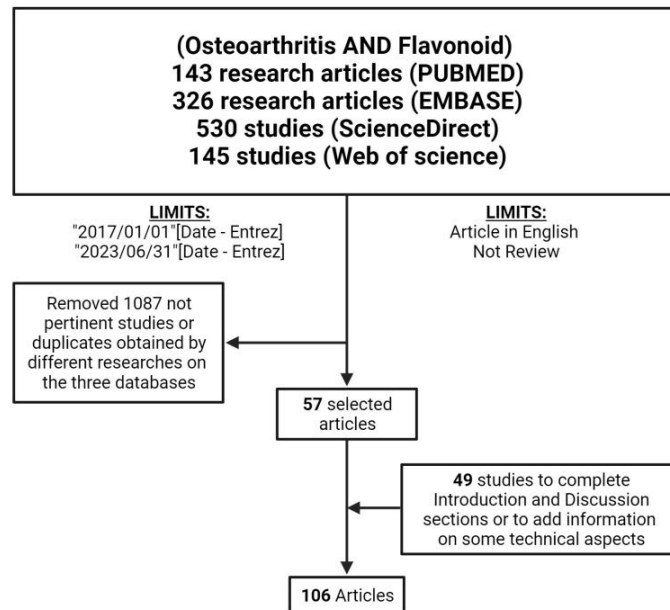 (Osteoarthritis AND Flavonoid)
143 research articles (PUBMED)
326 research articles (EMBASE)
530 studies (ScienceDirect)
145 studies (Web of science)
LIMITS:
"2017/01/01"[Date - Entrez]
"2023/06/31"[Date - Entrez]
LIMITS:
Article in English
Not Review
Removed 1087 not
pertinent studies or
duplicates obtained by
different researches on
the three databases
57 selected
articles
49 studies to complete
Introduction and Discussion
sections or to add information
on some technical aspects
106 Articles